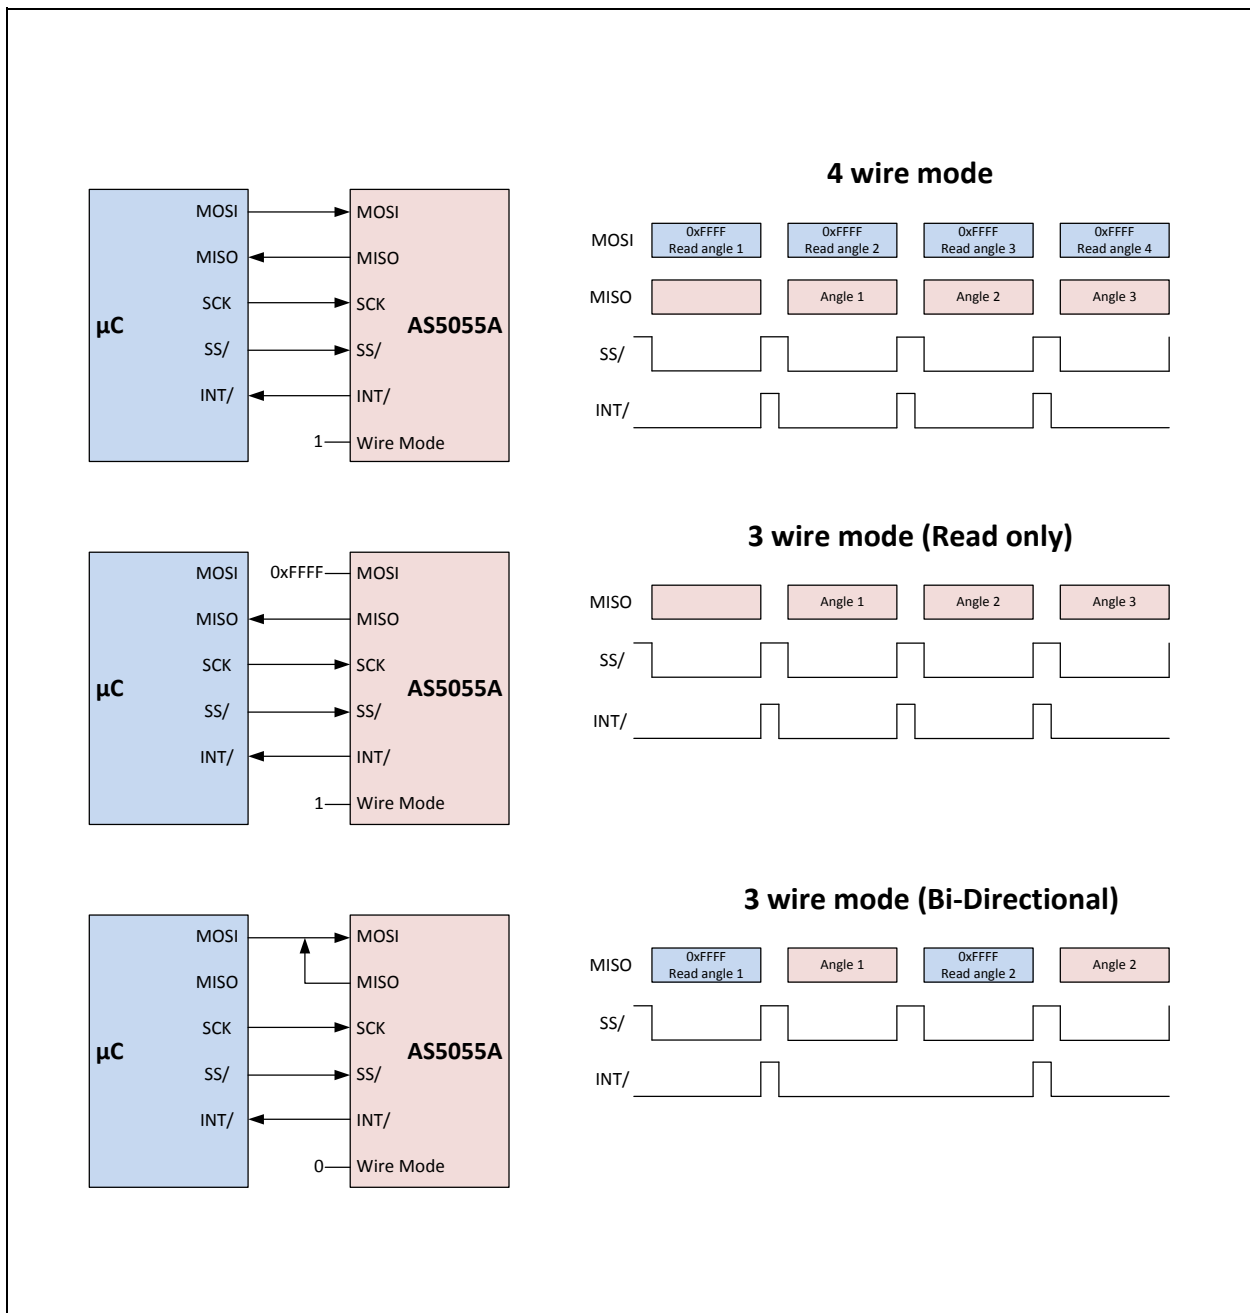 4 wire mode
MOSI
MISO
SCK
SS/
INT/
µC
MOSI
MISO
SCK
SS/
INT/
Wire Mode
AS5055A
1
MOSI
0xFFFF
Read angle 1
0xFFFF
Read angle 2
0xFFFF
Read angle 3
0xFFFF
Read angle 4
MISO
Angle 1
Angle 2
Angle 3
SS/
INT/
3 wire mode (Read only)
MOSI
MISO
SCK
SS/
INT/
µC
0xFFFF
MOSI
MISO
SCK
SS/
INT/
Wire Mode
AS5055A
1
MISO
Angle 1
Angle 2
Angle 3
SS/
INT/
3 wire mode (Bi-Directional)
MOSI
MISO
SCK
SS/
INT/
µC
MOSI
MISO
SCK
SS/
INT/
Wire Mode
AS5055A
0
MISO
0xFFFF
Read angle 1
Angle 1
0xFFFF
Read angle 2
Angle 2
SS/
INT/